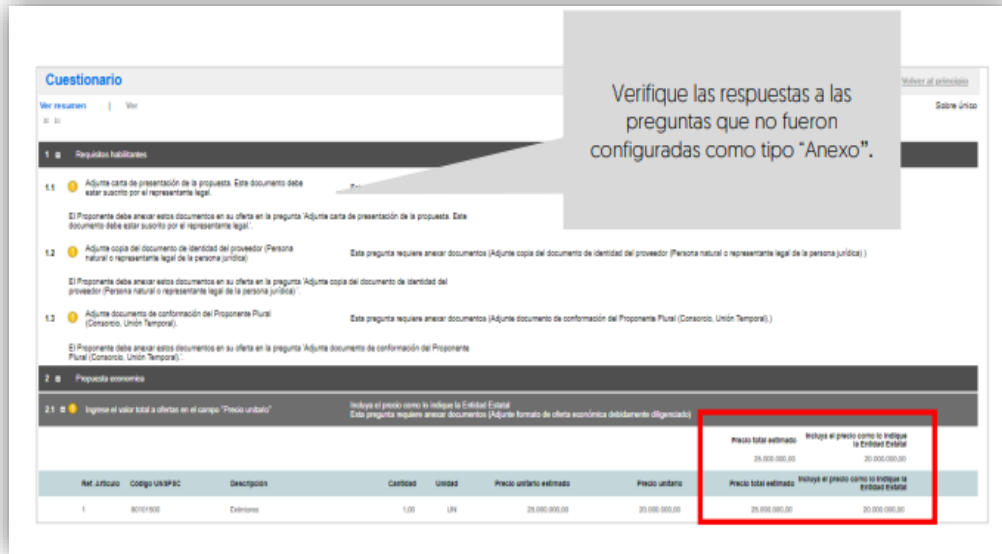 Cuestionario
Volver al principio
Ver resumen | Ver
Sobre único
Verifique las respuestas a las
preguntas que no fueron
configuradas como tipo “Anexo”.
1 Requisitos habilitantes
1.1 Adjunte carta de presentación de la propuesta. Este documento debe
estar suscrito por el representante legal.
El Proponente debe anexar estos documentos en su oferta en la pregunta 'Adjunte carta de presentación de la propuesta. Este
documento debe estar suscrito por el representante legal.'.
1.2 Adjunte copia del documento de identidad del proveedor (Persona
natural o representante legal de la persona jurídica)
Esta pregunta requiere anexar documentos (Adjunte copia del documento de identidad del proveedor (Persona natural o representante legal de la persona jurídica) )
El Proponente debe anexar estos documentos en su oferta en la pregunta 'Adjunte copia del documento de identidad del
proveedor (Persona natural o representante legal de la persona jurídica) '.
1.3 Adjunte documento de conformación del Proponente Plural
(Consorcio, Unión Temporal).
Esta pregunta requiere anexar documentos (Adjunte documento de conformación del Proponente Plural (Consorcio, Unión Temporal).)
El Proponente debe anexar estos documentos en su oferta en la pregunta 'Adjunte documento de conformación del Proponente
Plural (Consorcio, Unión Temporal).'.
2 Propuesta economica
2.1 Ingrese el valor total a ofertas en el campo "Precio unitario"
Incluya el precio como lo indique la Entidad Estatal
Esta pregunta requiere anexar documentos (Adjunte formato de oferta económica debidamente diligenciado)
Precio total estimado Incluya el precio como lo indique
la Entidad Estatal
25.000.000,00 20.000.000,00
Ref. Artículo Código UNSPSC Descripción Cantidad Unidad Precio unitario estimado Precio unitario Precio total estimado Incluya el precio como lo indique la
Entidad Estatal
1 80101600 1,00 UN 25.000.000,00 20.000.000,00 25.000.000,00 20.000.000,00